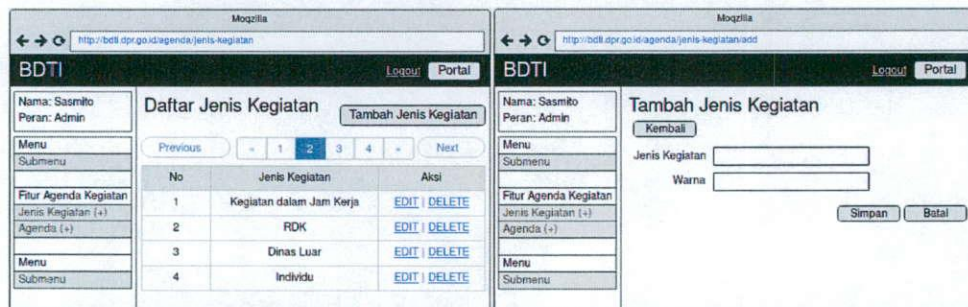 Moqzilla
http://bdti.dpr.go.id/agenda/jenis-kegiatan
BDTI
Logout Portal
Nama: Sasmito
Peran: Admin
Menu
Submenu
Fitur Agenda Kegiatan
Jenis Kegiatan (+)
Agenda (+)
Menu
Submenu
Daftar Jenis Kegiatan
Tambah Jenis Kegiatan
Previous « 1 2 3 4 » Next
No Jenis Kegiatan Aksi
1 Kegiatan dalam Jam Kerja EDIT | DELETE
2 RDK EDIT | DELETE
3 Dinas Luar EDIT | DELETE
4 Individu EDIT | DELETE
Moqzilla
http://bdti.dpr.go.id/agenda/jenis-kegiatan/add
BDTI
Logout Portal
Nama: Sasmito
Peran: Admin
Menu
Submenu
Fitur Agenda Kegiatan
Jenis Kegiatan (+)
Agenda (+)
Menu
Submenu
Tambah Jenis Kegiatan
Kembali
Jenis Kegiatan
Warna
Simpan Batal